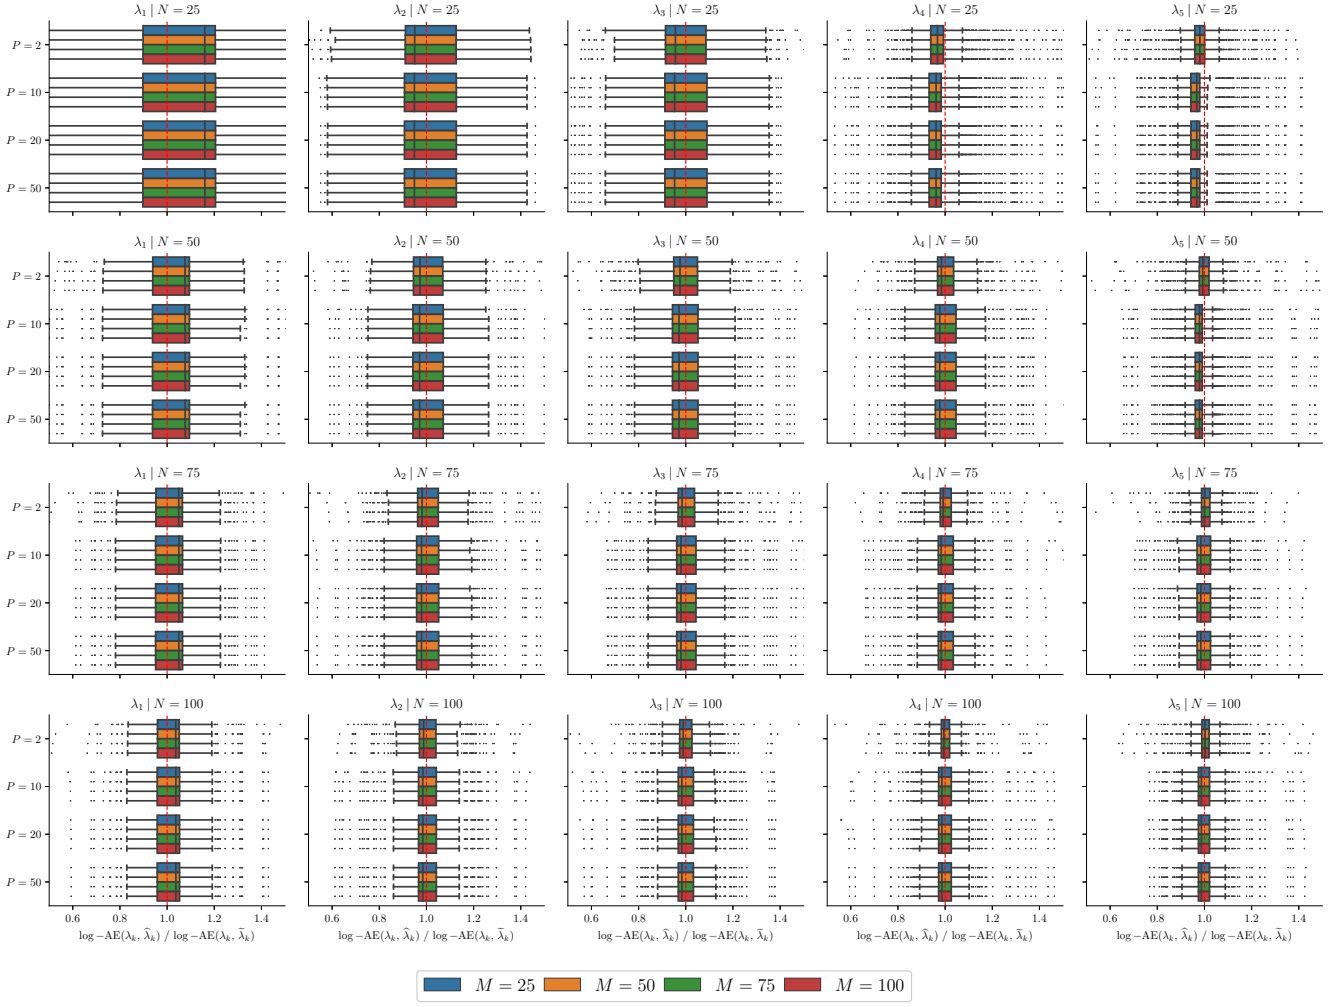 λ₁ | N = 25 λ₂ | N = 25 λ₃ | N = 25 λ₄ | N = 25 λ₅ | N = 25
P = 2
P = 10
P = 20
P = 50
λ₁ | N = 50 λ₂ | N = 50 λ₃ | N = 50 λ₄ | N = 50 λ₅ | N = 50
P = 2
P = 10
P = 20
P = 50
λ₁ | N = 75 λ₂ | N = 75 λ₃ | N = 75 λ₄ | N = 75 λ₅ | N = 75
P = 2
P = 10
P = 20
P = 50
λ₁ | N = 100 λ₂ | N = 100 λ₃ | N = 100 λ₄ | N = 100 λ₅ | N = 100
P = 2
P = 10
P = 20
P = 50
0.6 0.8 1.0 1.2 1.4 0.6 0.8 1.0 1.2 1.4 0.6 0.8 1.0 1.2 1.4 0.6 0.8 1.0 1.2 1.4 0.6 0.8 1.0 1.2 1.4
log−AE(λₖ, λ̂ₖ) / log−AE(λₖ, λ̄ₖ) log−AE(λₖ, λ̂ₖ) / log−AE(λₖ, λ̄ₖ) log−AE(λₖ, λ̂ₖ) / log−AE(λₖ, λ̄ₖ) log−AE(λₖ, λ̂ₖ) / log−AE(λₖ, λ̄ₖ) log−AE(λₖ, λ̂ₖ) / log−AE(λₖ, λ̄ₖ)
M = 25 M = 50 M = 75 M = 100